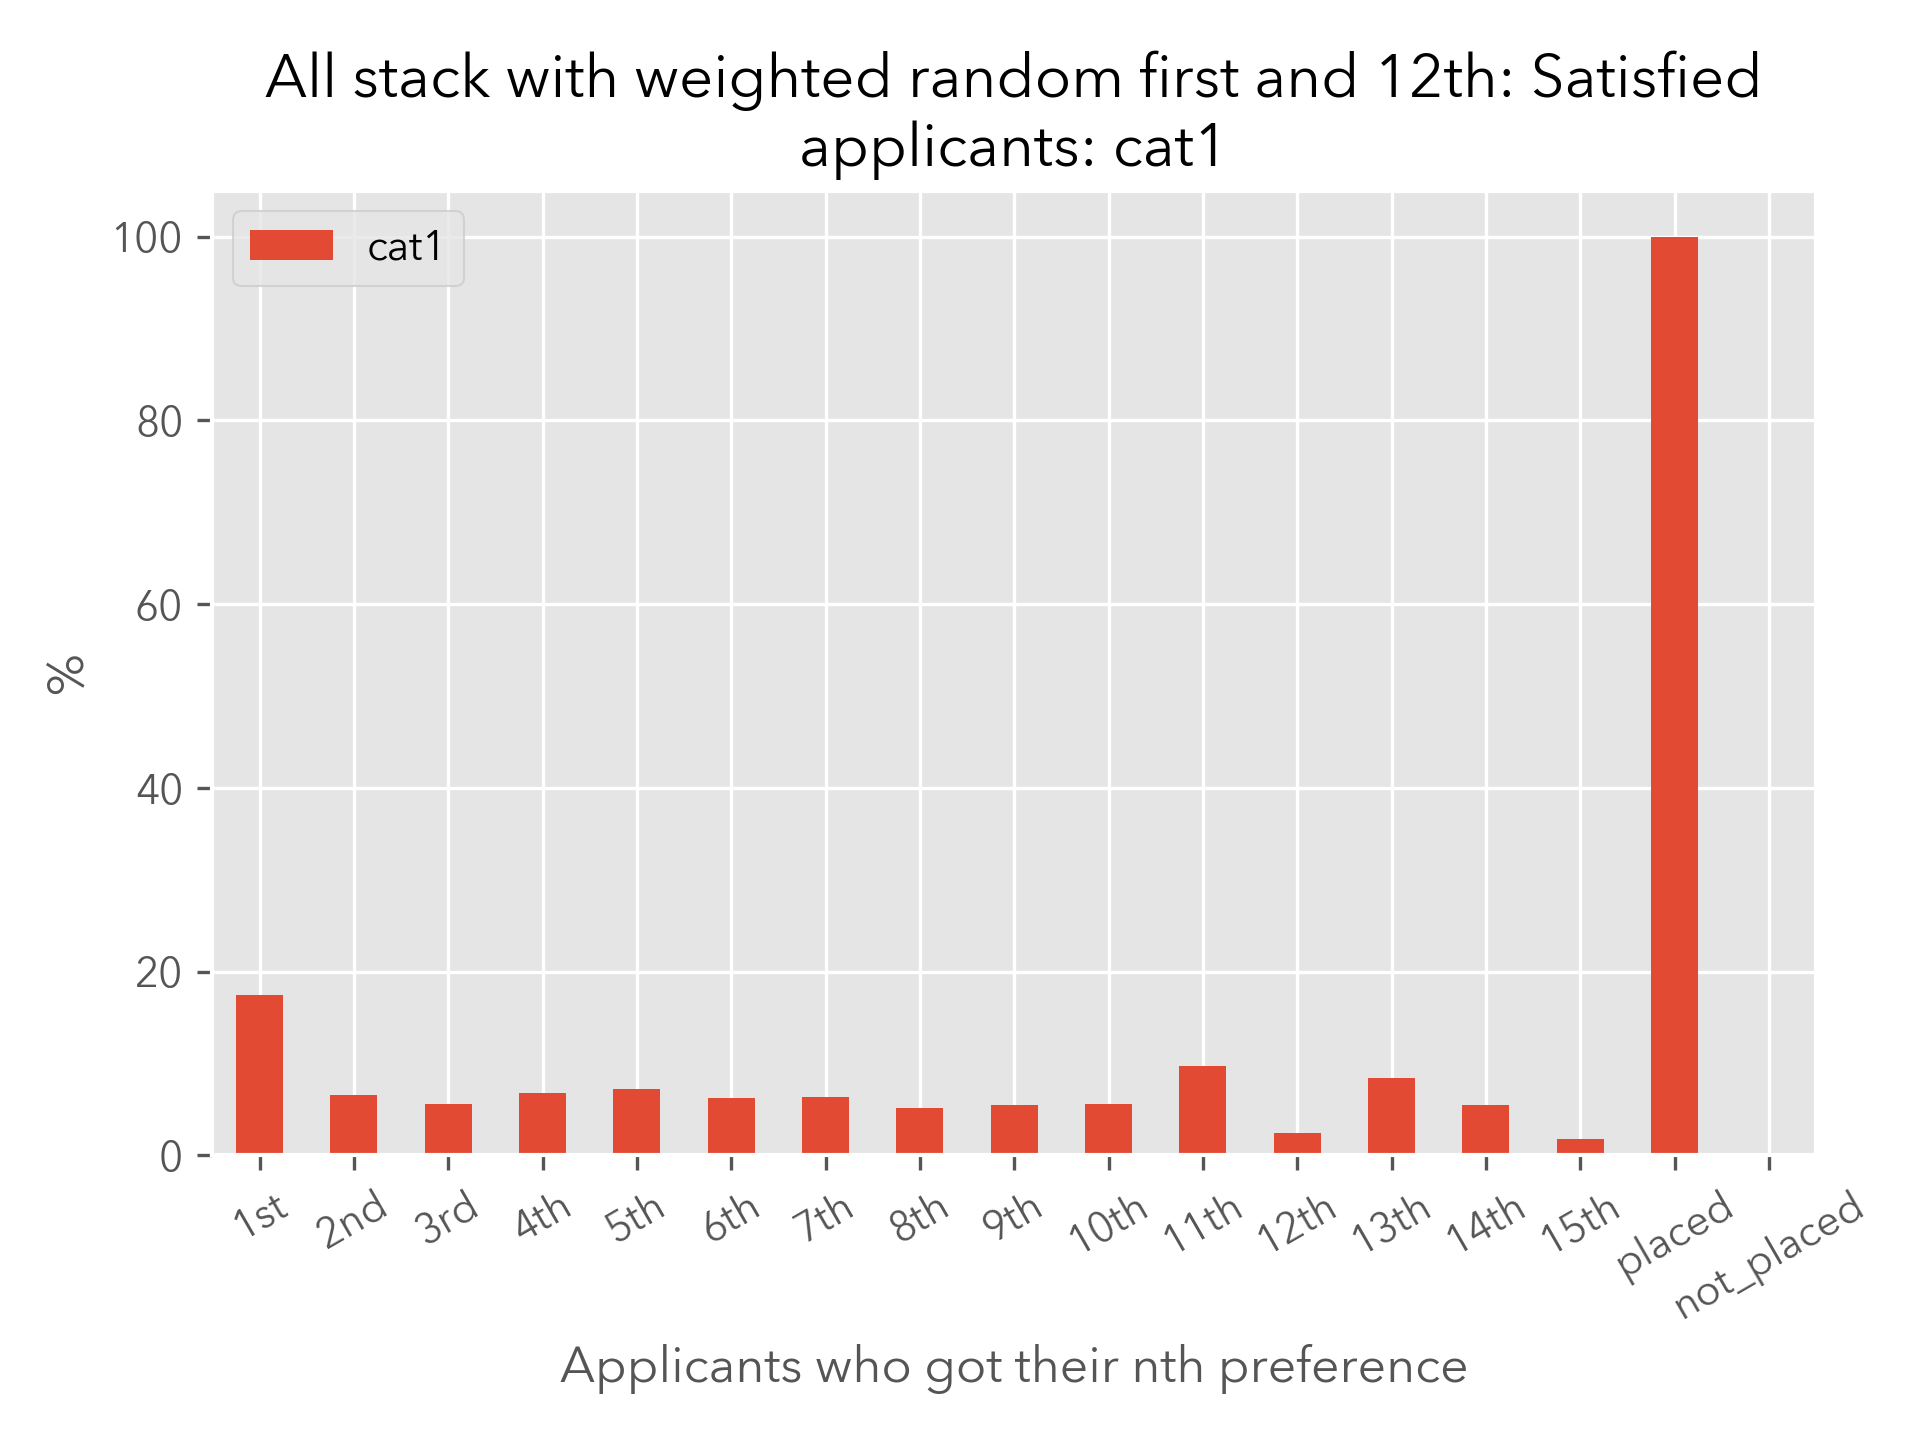 All stack with weighted random first and 12th: Satisfied
applicants: cat1
cat1
100
80
60
40
20
0
%
1st 2nd 3rd 4th 5th 6th 7th 8th 9th 10th 11th 12th 13th 14th 15th placed not_placed
Applicants who got their nth preference